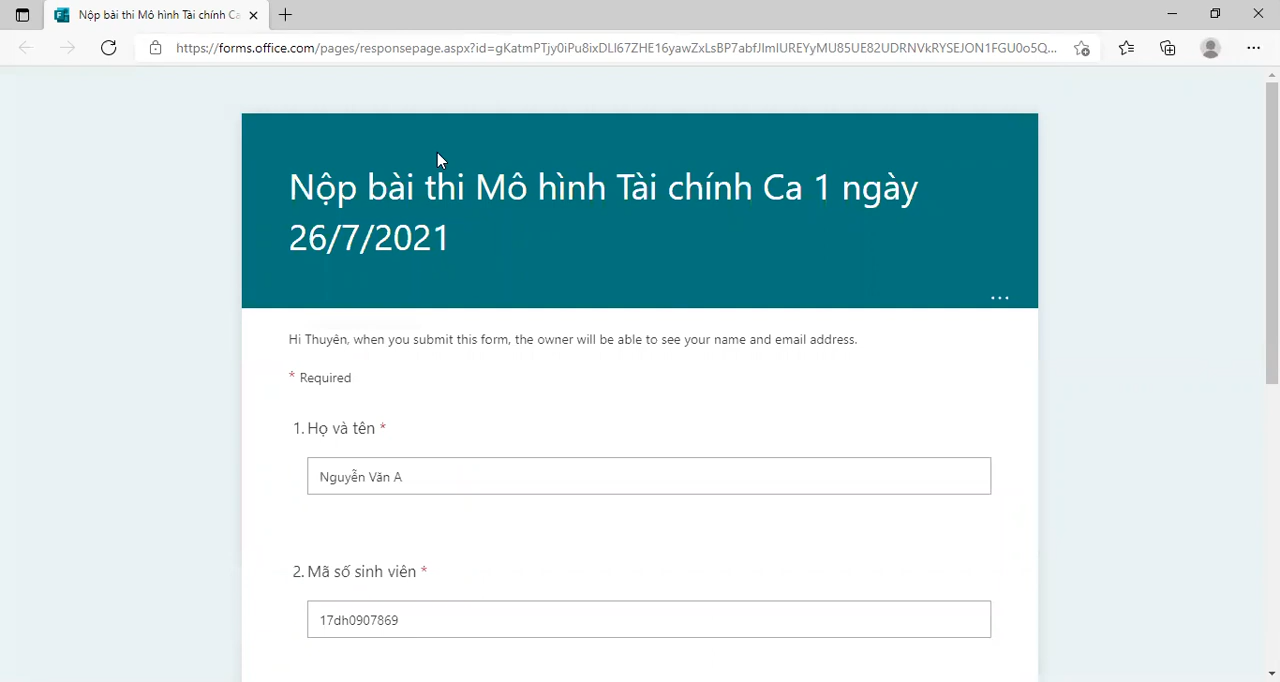 Nộp bài thi Mô hình Tài chính Ca
https://forms.office.com/pages/responsepage.aspx?id=gKatmPTjy0iPu8ixDLl67ZHE16yawZxLsBP7abfJlmlUREYyMU85UE82UDRNVkRYSEJON1FGU0o5Q...
Nộp bài thi Mô hình Tài chính Ca 1 ngày
26/7/2021
...
Hi Thuyên, when you submit this form, the owner will be able to see your name and email address.
* Required
1. Họ và tên *
Nguyễn Văn A
2. Mã số sinh viên *
17dh0907869